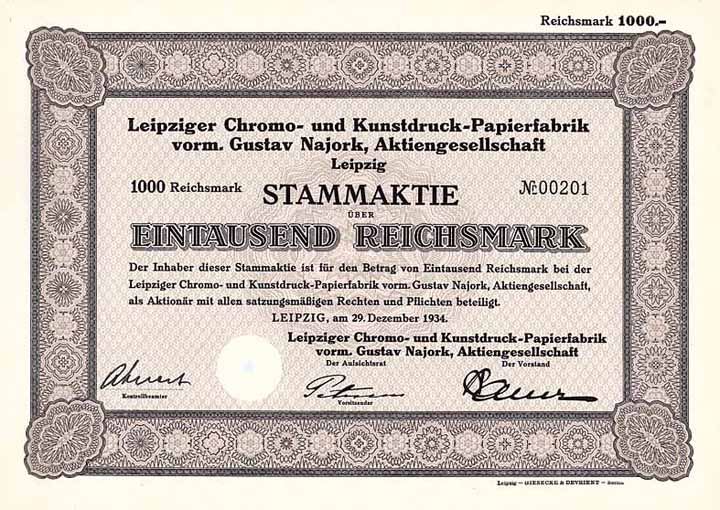 Reichsmark 1000.–
Leipziger Chromo- und Kunstdruck-Papierfabrik
vorm. Gustav Najork, Aktiengesellschaft
Leipzig
1000 Reichsmark STAMMAKTIE № 00201
ÜBER
EINTAUSEND REICHSMARK
Der Inhaber dieser Stammaktie ist für den Betrag von Eintausend Reichsmark bei der
Leipziger Chromo- und Kunstdruck-Papierfabrik vorm. Gustav Najork, Aktiengesellschaft,
als Aktionär mit allen satzungsmäßigen Rechten und Pflichten beteiligt.
LEIPZIG, am 29. Dezember 1934.
Leipziger Chromo- und Kunstdruck-Papierfabrik
vorm. Gustav Najork, Aktiengesellschaft
Der Aufsichtsrat Der Vorstand
Kontrollbeamter Vorsitzender
Leipzig — GIESECKE & DEVRIENT — Berlin